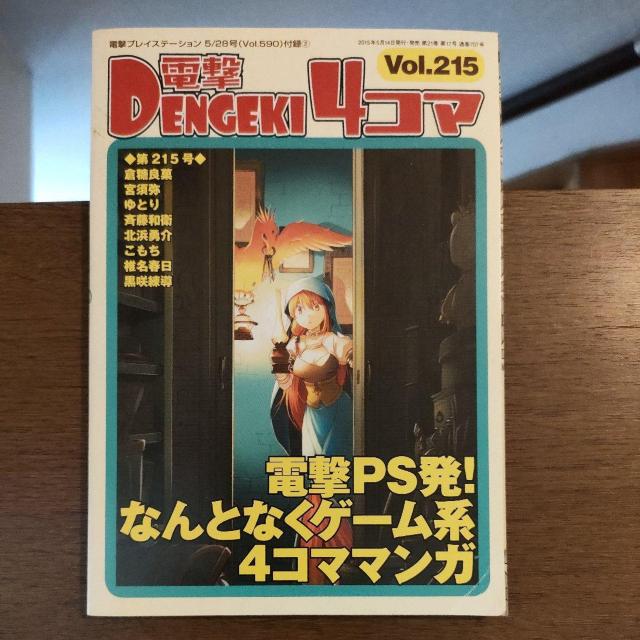 電撃プレイステーション 5/28号(Vol.590)付録②
2015年5月14日発行・発売 第21巻 第12号 通巻707号
電撃
DENGEKI 4コマ
Vol.215
◆第215号◆
倉糖良菓
宮須弥
ゆとり
斉藤和衛
北浜勇介
こもち
椎名春日
黒咲練導
電撃PS発!
なんとなくゲーム系
4コママンガ